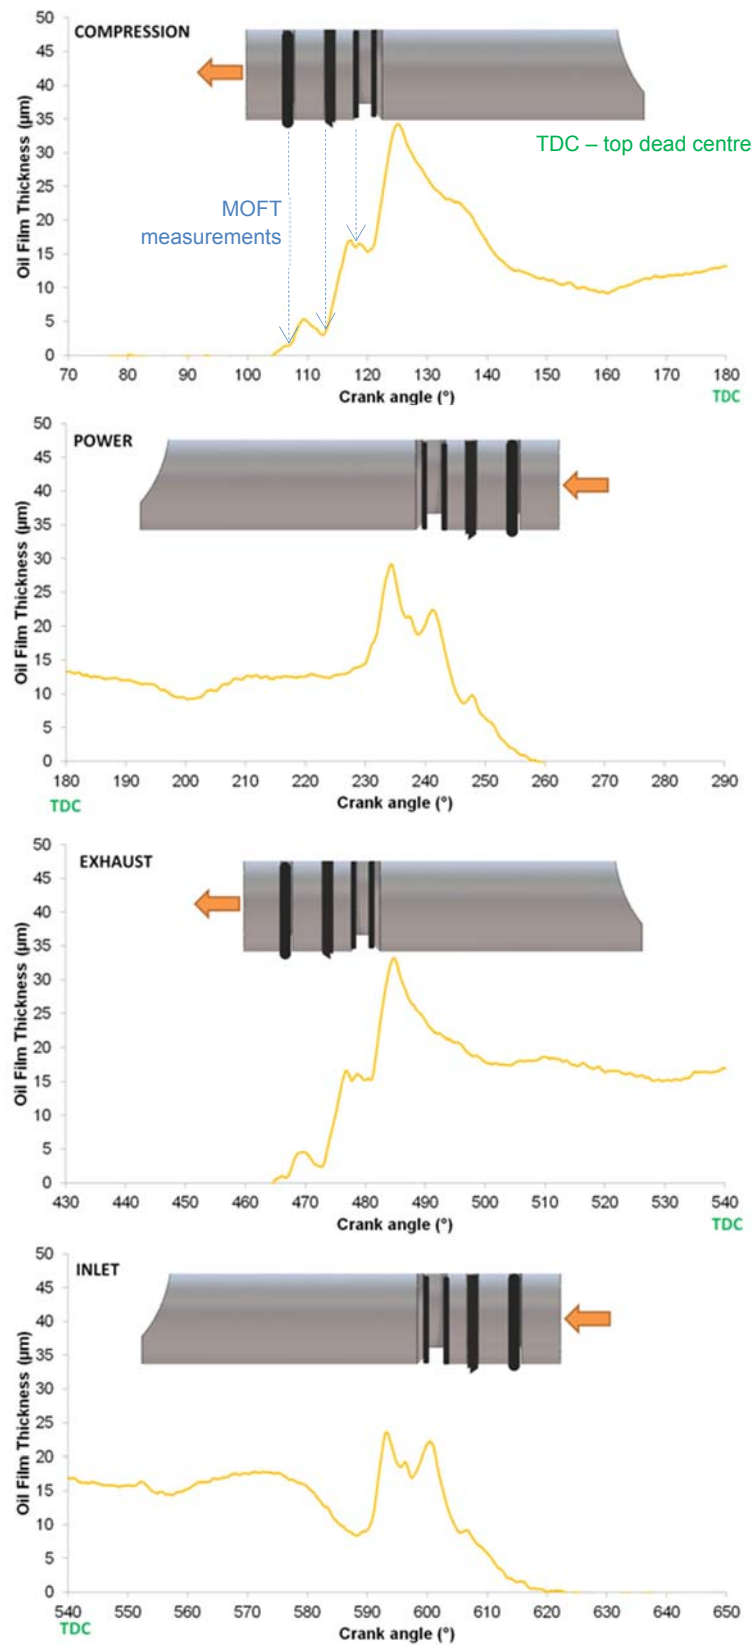 COMPRESSION
50
45
40
35
30
25
20
15
10
5
0
Oil Film Thickness (µm)
TDC – top dead centre
MOFT
measurements
70 80 90 100 110 120 130 140 150 160 170 180
Crank angle (°)
TDC
POWER
50
45
40
35
30
25
20
15
10
5
0
Oil Film Thickness (µm)
180 190 200 210 220 230 240 250 260 270 280 290
TDC
Crank angle (°)
EXHAUST
50
45
40
35
30
25
20
15
10
5
0
Oil Film Thickness (µm)
430 440 450 460 470 480 490 500 510 520 530 540
Crank angle (°)
TDC
INLET
50
45
40
35
30
25
20
15
10
5
0
Oil Film Thickness (µm)
540 550 560 570 580 590 600 610 620 630 640 650
TDC
Crank angle (°)